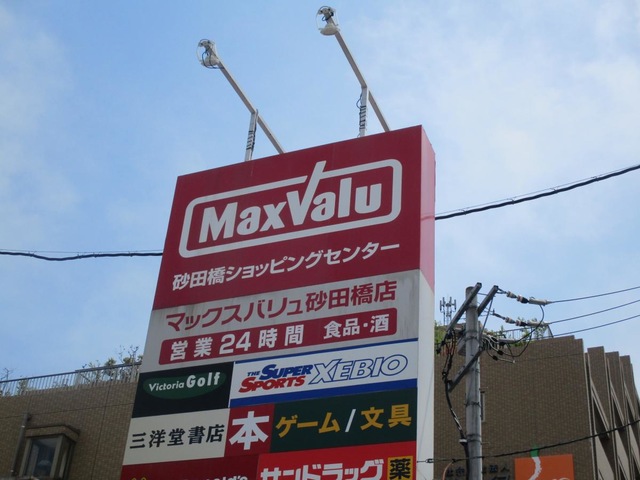 MaxValu
砂田橋ショッピングセンター
マックスバリュ砂田橋店
営業24時間 食品・酒
Victoria Golf
THE SUPER SPORTS XEBIO
三洋堂書店
本 ゲーム/文具
サンドラッグ 薬